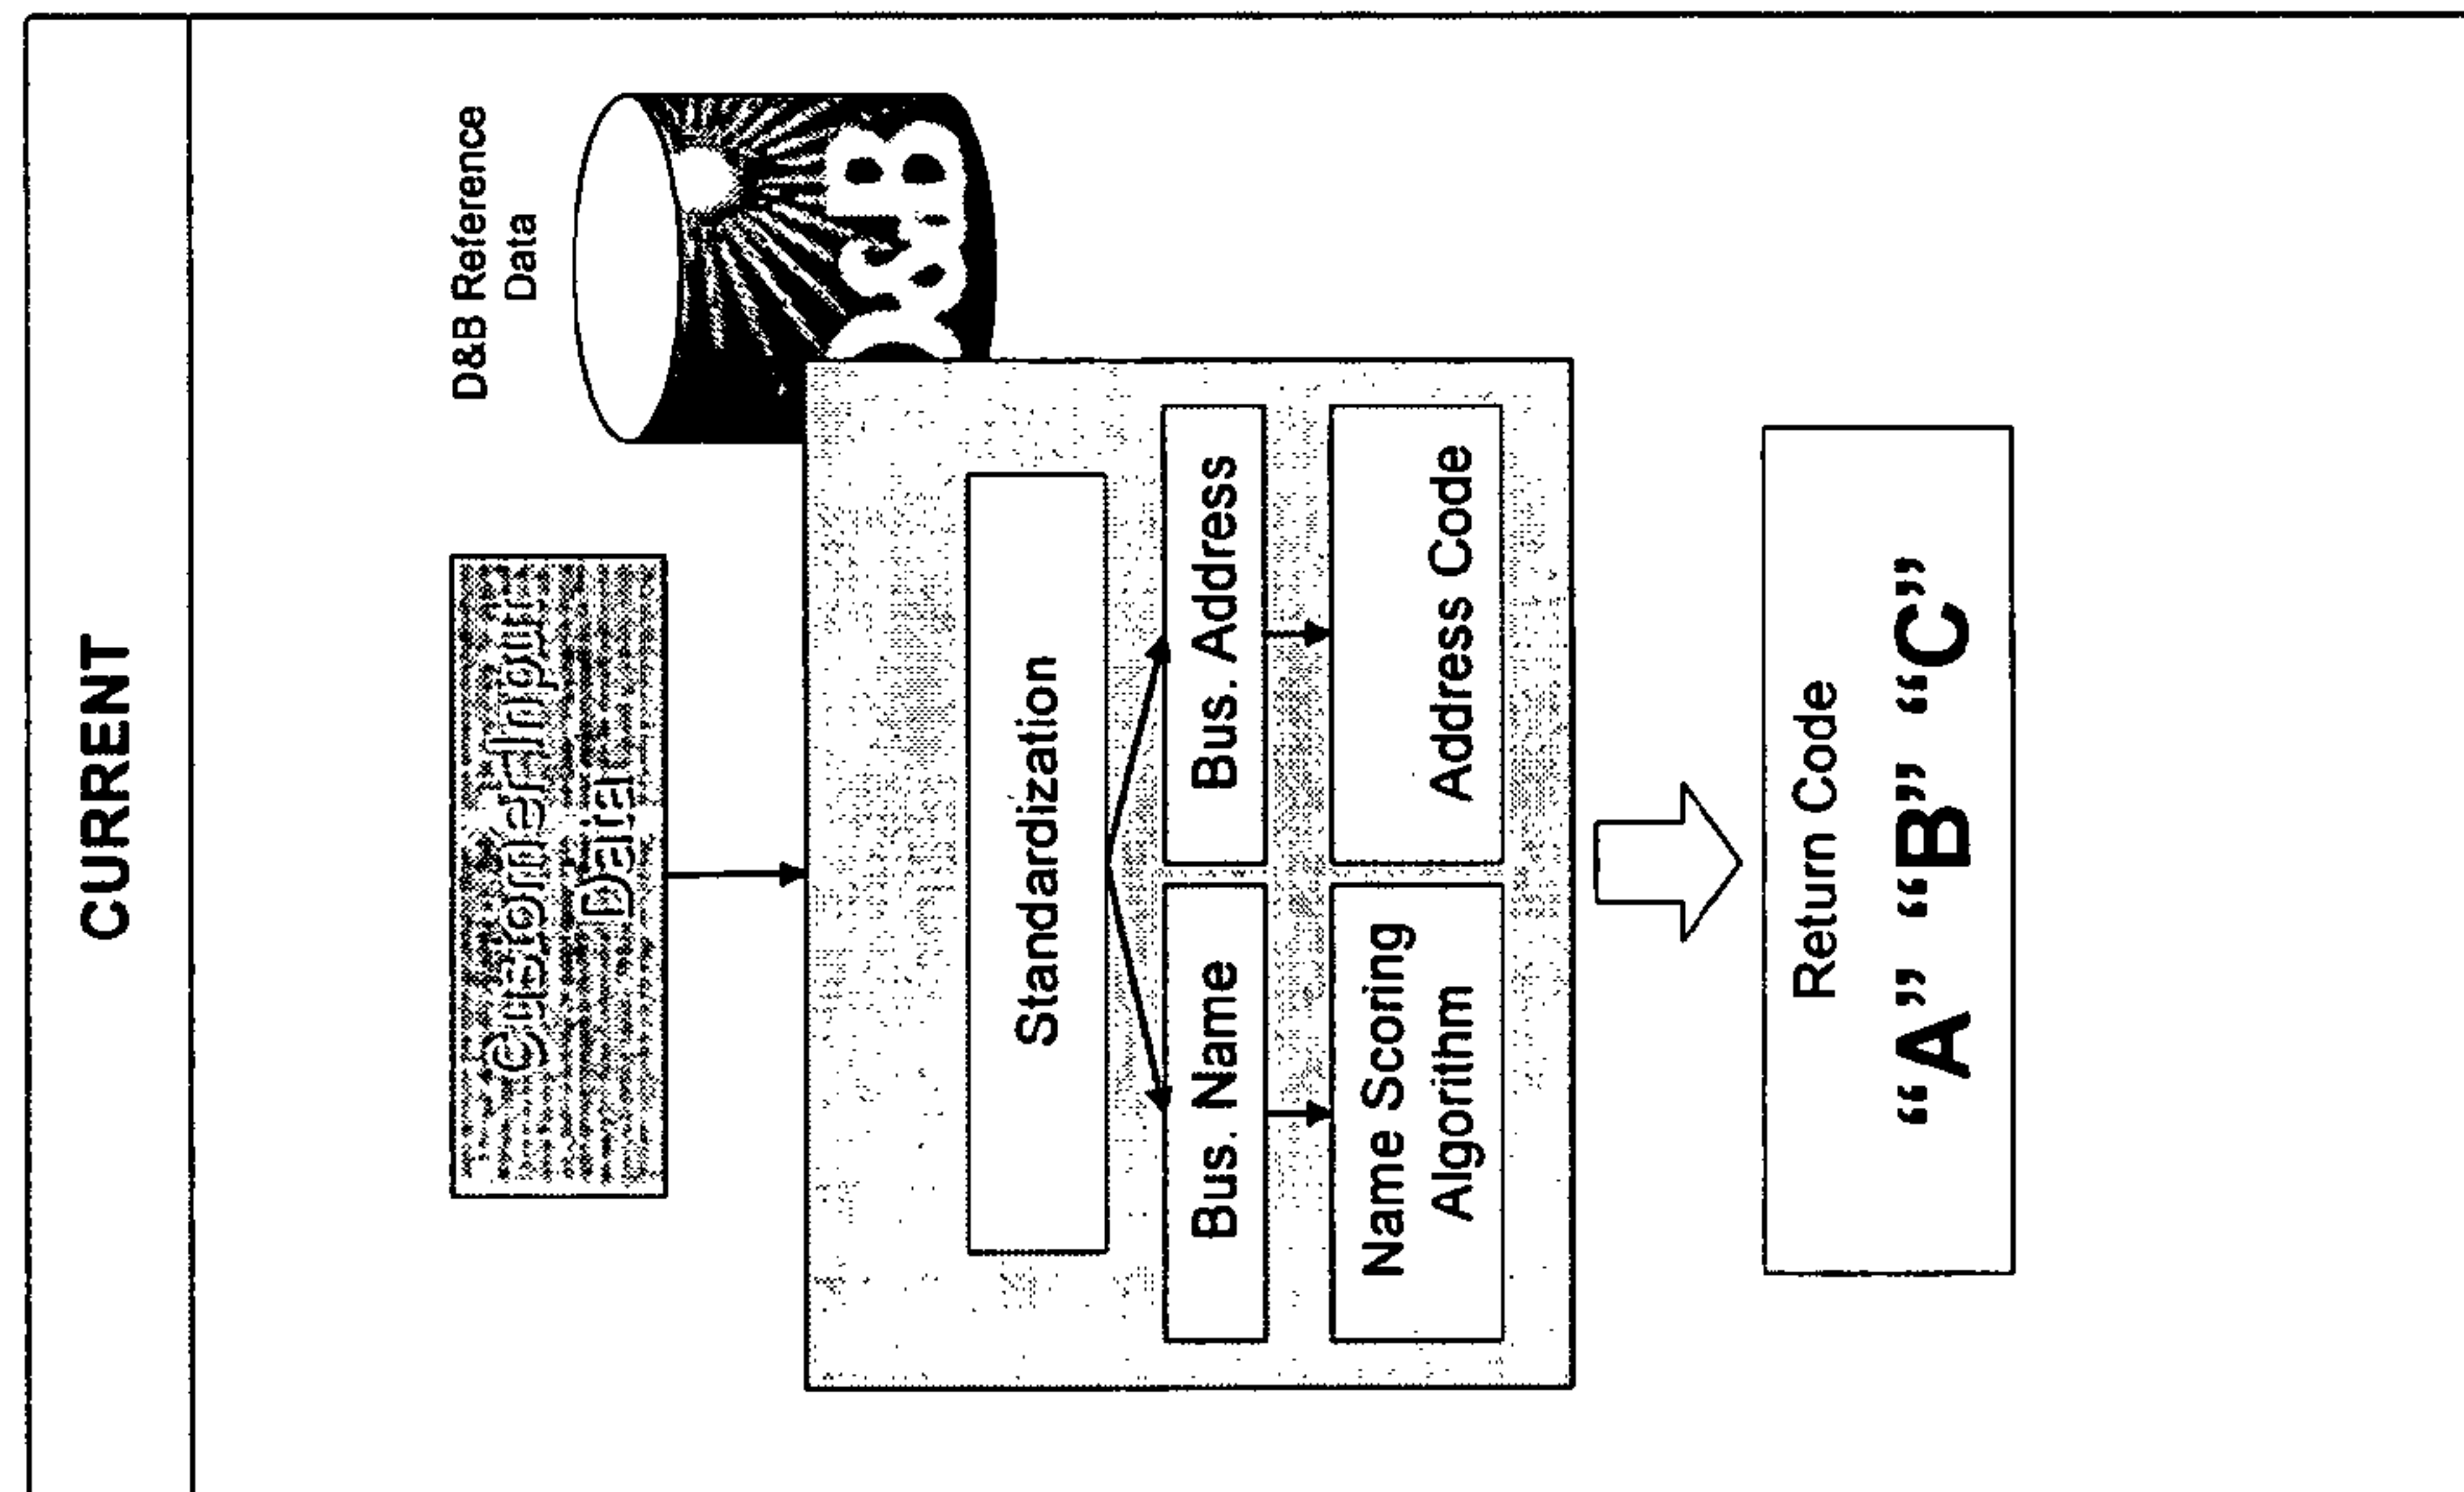 CURRENT
Customer Input
Data
D&B Reference
Data
D&B
Standardization
Bus. Name
Bus. Address
Name Scoring
Algorithm
Address Code
Return Code
“A” “B” “C”